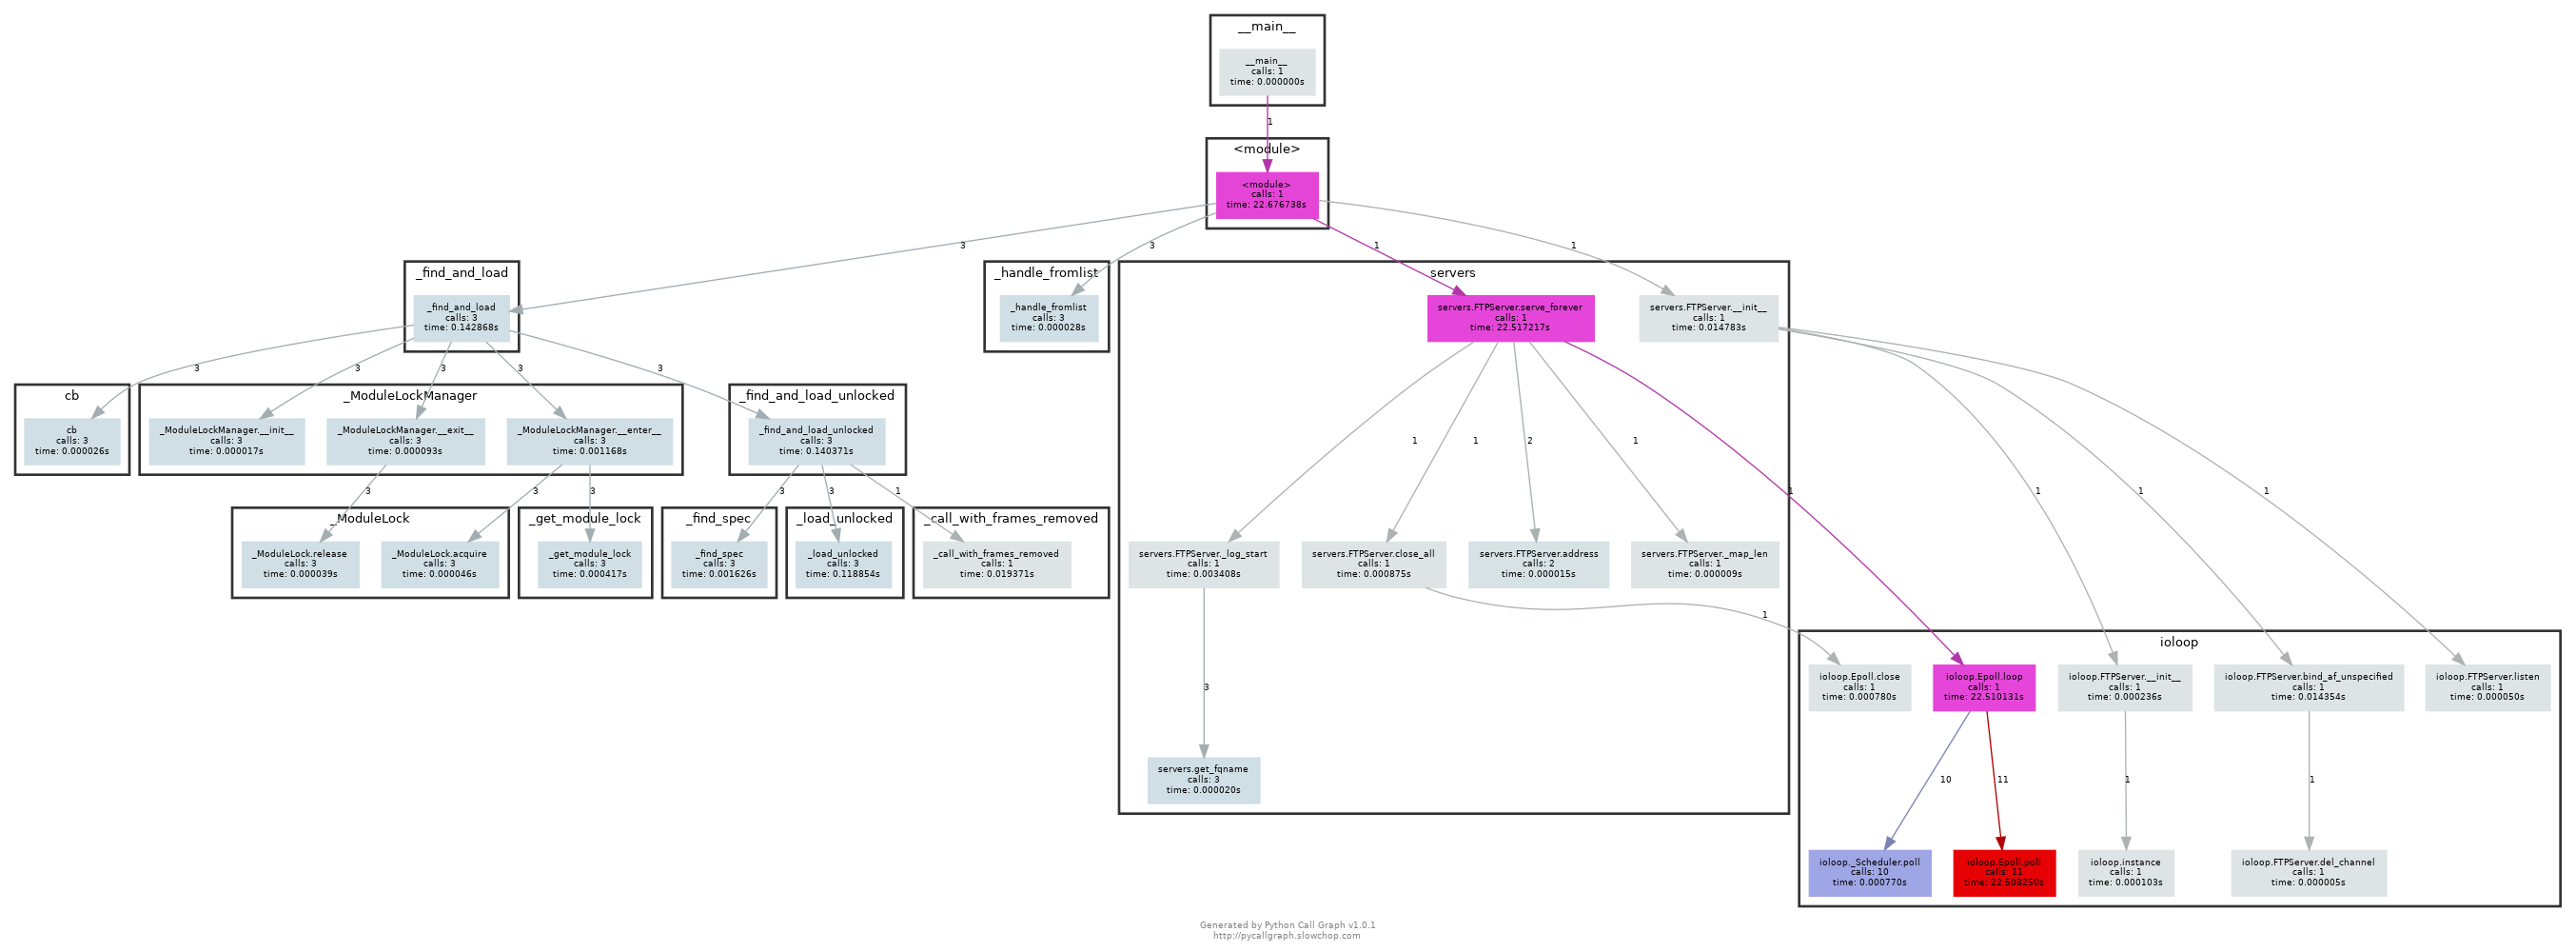 __main__
__main__
calls: 1
time: 0.000000s
1
<module>
<module>
calls: 1
time: 22.676738s
3
3
1
1
_find_and_load
_find_and_load
calls: 3
time: 0.142868s
_handle_fromlist
_handle_fromlist
calls: 3
time: 0.000028s
servers
servers.FTPServer.serve_forever
calls: 1
time: 22.517217s
servers.FTPServer.__init__
calls: 1
time: 0.014783s
3
3
3
3
3
cb
cb
calls: 3
time: 0.000026s
_ModuleLockManager
_ModuleLockManager.__init__
calls: 3
time: 0.000017s
_ModuleLockManager.__exit__
calls: 3
time: 0.000093s
_ModuleLockManager.__enter__
calls: 3
time: 0.001168s
_find_and_load_unlocked
_find_and_load_unlocked
calls: 3
time: 0.140371s
1
1
2
1
3
3
3
3
3
1
1
1
1
1
_ModuleLock
_ModuleLock.release
calls: 3
time: 0.000039s
_ModuleLock.acquire
calls: 3
time: 0.000046s
_get_module_lock
_get_module_lock
calls: 3
time: 0.000417s
_find_spec
_find_spec
calls: 3
time: 0.001626s
_load_unlocked
_load_unlocked
calls: 3
time: 0.118854s
_call_with_frames_removed
_call_with_frames_removed
calls: 1
time: 0.019371s
servers.FTPServer._log_start
calls: 1
time: 0.003408s
servers.FTPServer.close_all
calls: 1
time: 0.000875s
servers.FTPServer.address
calls: 2
time: 0.000015s
servers.FTPServer._map_len
calls: 1
time: 0.000009s
1
ioloop
ioloop.Epoll.close
calls: 1
time: 0.000780s
ioloop.Epoll.loop
calls: 1
time: 22.510131s
ioloop.FTPServer.__init__
calls: 1
time: 0.000236s
ioloop.FTPServer.bind_af_unspecified
calls: 1
time: 0.014354s
ioloop.FTPServer.listen
calls: 1
time: 0.000050s
3
servers.get_fqname
calls: 3
time: 0.000020s
10
11
1
1
ioloop._Scheduler.poll
calls: 10
time: 0.000770s
ioloop.Epoll.poll
calls: 11
time: 22.508250s
ioloop.instance
calls: 1
time: 0.000103s
ioloop.FTPServer.del_channel
calls: 1
time: 0.000005s
Generated by Python Call Graph v1.0.1
http://pycallgraph.slowchop.com